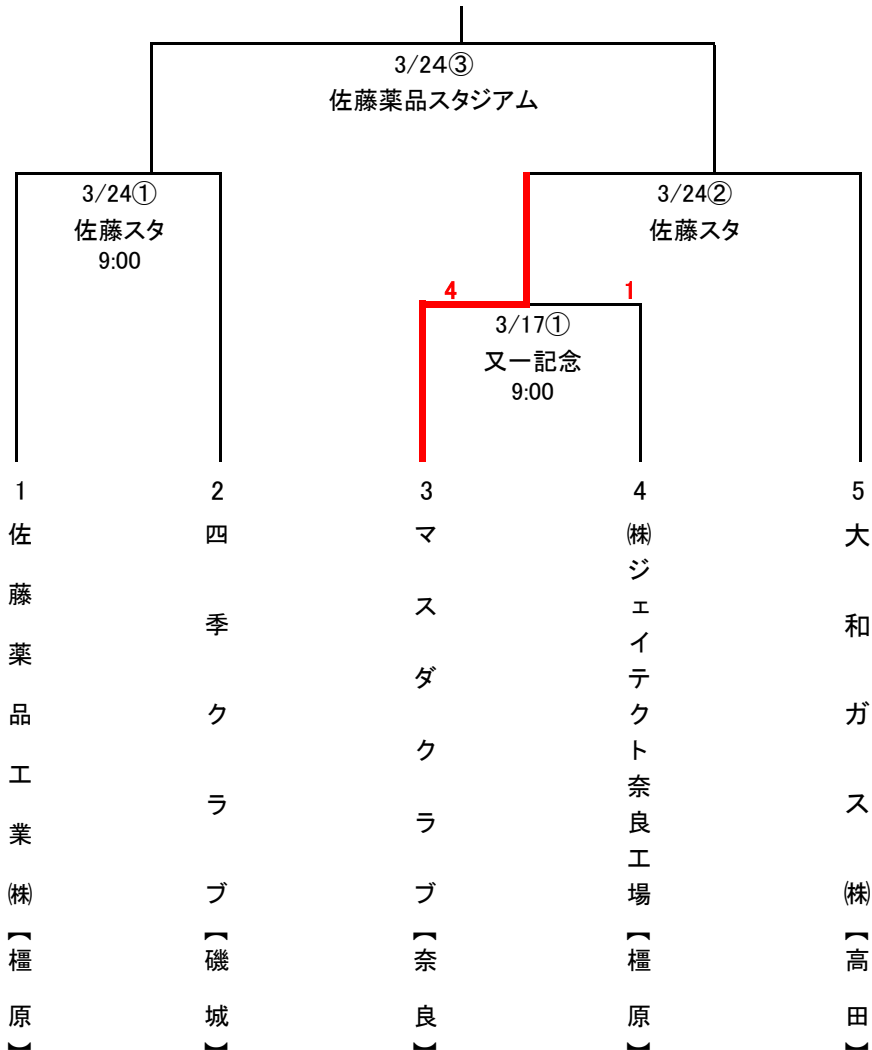 3/24③
佐藤薬品スタジアム
3/24①
佐藤スタ
9:00
3/24②
佐藤スタ
4
1
3/17①
又一記念
9:00
1
2
3
4
5
佐藤薬品工業㈱【橿原】
四季クラブ【磯城】
マスダクラブ【奈良】
㈱ジェイテクト奈良工場【橿原】
大和ガス㈱【高田】